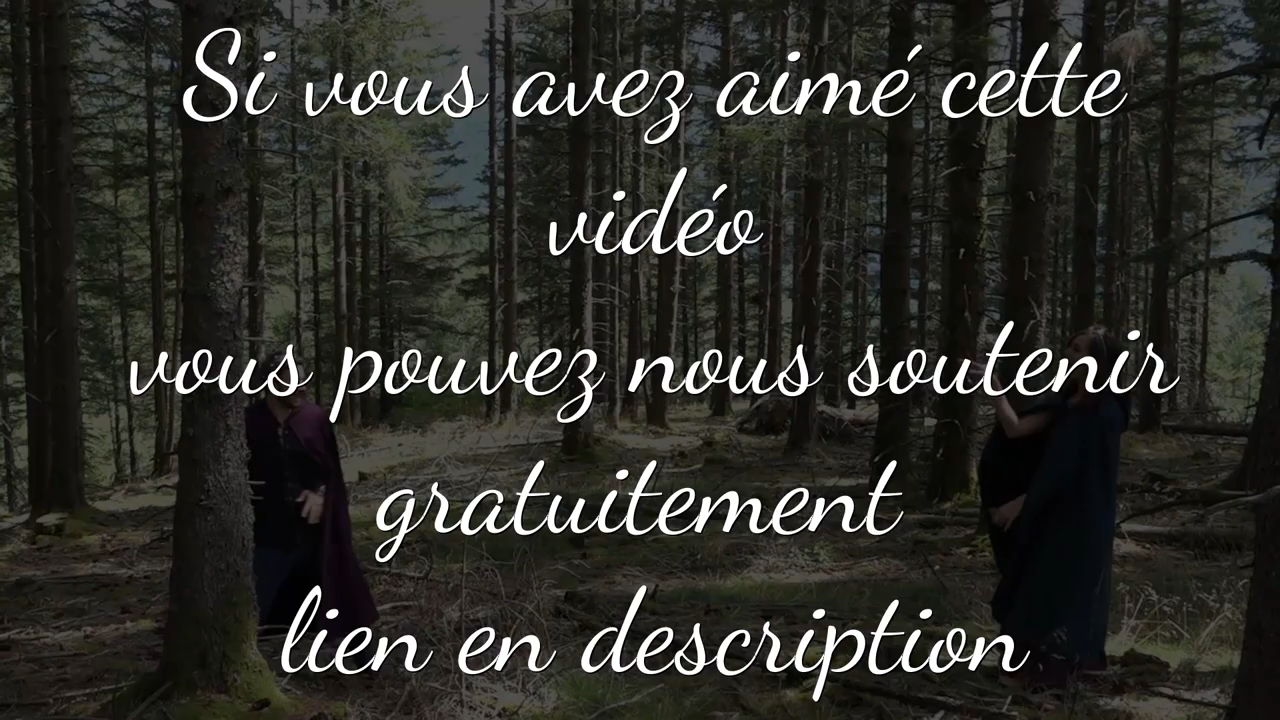 Si vous avez aimé cette
vidéo
vous pouvez nous soutenir
gratuitement
lien en description